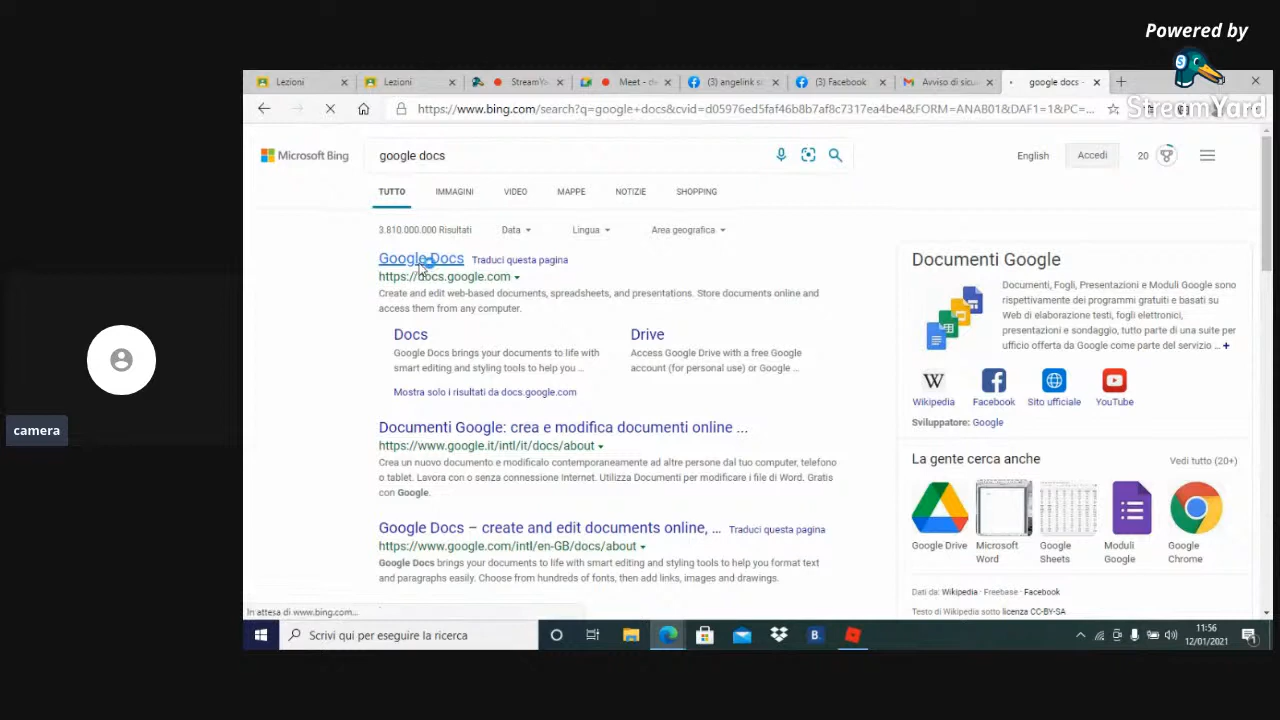 Powered by
StreamYard
Lezioni
Lezioni
StreamYa
Meet - d
(3) angelink
(3) Facebook
Avviso di sicu
google docs -
https://www.bing.com/search?q=google+docs&cvid=d05976ed5faf46b8b7af8c7317ea4be4&FORM=ANAB01&DAF1=1&PC=...
Microsoft Bing
google docs
English
Accedi
20
TUTTO IMMAGINI VIDEO MAPPE NOTIZIE SHOPPING
3.810.000.000 Risultati Data Lingua Area geografica
Google Docs Traduci questa pagina
https://docs.google.com
Create and edit web-based documents, spreadsheets, and presentations. Store documents online and
access them from any computer.
Docs
Google Docs brings your documents to life with
smart editing and styling tools to help you ...
Drive
Access Google Drive with a free Google
account (for personal use) or Google ...
Mostra solo i risultati da docs.google.com
Documenti Google: crea e modifica documenti online ...
https://www.google.it/intl/it/docs/about
Crea un nuovo documento e modificalo contemporaneamente ad altre persone dal tuo computer, telefono
o tablet. Lavora con o senza connessione Internet. Utilizza Documenti per modificare i file di Word. Gratis
con Google.
Google Docs – create and edit documents online, ... Traduci questa pagina
https://www.google.com/intl/en-GB/docs/about
Google Docs brings your documents to life with smart editing and styling tools to help you format text
and paragraphs easily. Choose from hundreds of fonts, then add links, images and drawings.
Documenti Google
Documenti, Fogli, Presentazioni e Moduli Google sono
rispettivamente dei programmi gratuiti e basati su
Web di elaborazione testi, fogli elettronici,
presentazioni e sondaggio, tutto parte di una suite per
ufficio offerta da Google come parte del servizio ... +
W
Wikipedia Facebook Sito ufficiale YouTube
Sviluppatore: Google
La gente cerca anche Vedi tutto (20+)
Google Drive
Microsoft
Word
Google
Sheets
Moduli
Google
Google
Chrome
Dati da: Wikipedia · Freebase · Facebook
Testo di Wikipedia sotto licenza CC-BY-SA
In attesa di www.bing.com...
camera
Scrivi qui per eseguire la ricerca
B.
11:56
12/01/2021